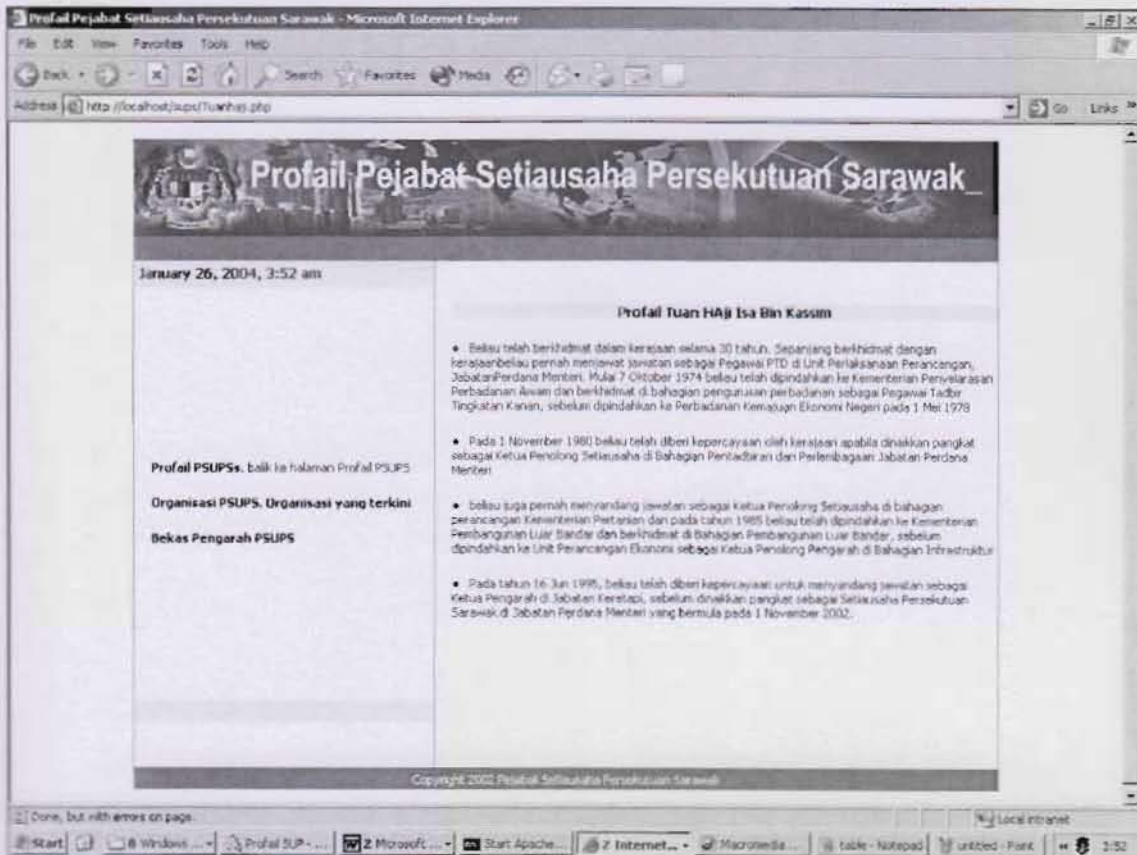 Profail Pejabat Setiausaha Persekutuan Sarawak - Microsoft Internet Explorer
File Edit View Favorites Tools Help
Back Search Favorites Media
Address http://localhost/sups/Tuanhaji.php Go Links
Profail Pejabat Setiausaha Persekutuan Sarawak_
January 26, 2004, 3:52 am
Profail Tuan HAji Isa Bin Kassim
• Beliau telah berkhidmat dalam kerajaan selama 30 tahun. Sepanjang berkhidmat dengan
kerajaanbeliau pernah menjawat jawatan sebagai Pegawai PTD di Unit Perlaksanaan Perancangan,
JabatanPerdana Menteri. Mulai 7 Oktober 1974 beliau telah dipindahkan ke Kementerian Penyelarasan
Perbadanan Awam dan berkhidmat di bahagian pengurusan perbadanan sebagai Pegawai Tadbir
Tingkatan Kanan, sebelum dipindahkan ke Perbadanan Kemajuan Ekonomi Negeri pada 1 Mei 1978
• Pada 1 November 1980 beliau telah diberi kepercayaan oleh kerajaan apabila dinaikkan pangkat
sebagai Ketua Penolong Setiausaha di Bahagian Pentadbiran dan Perlembagaan Jabatan Perdana
Menteri
• beliau juga pernah menyandang jawatan sebagai Ketua Penolong Setiausaha di bahagian
perancangan Kementerian Pertanian dan pada tahun 1985 beliau telah dipindahkan ke Kementerian
Pembangunan Luar Bandar dan berkhidmat di Bahagian Pembangunan Luar Bandar, sebelum
dipindahkan ke Unit Perancangan Ekonomi sebagai Ketua Penolong Pengarah di Bahagian Infrastruktur
• Pada tahun 16 Jun 1995, beliau telah diberi kepercayaan untuk menyandang jawatan sebagai
Ketua Pengarah di Jabatan Keretapi, sebelum dinaikkan pangkat sebagai Setiausaha Persekutuan
Sarawak di Jabatan Perdana Menteri yang bermula pada 1 November 2002.
Profail PSUPSs. balik ke halaman Profail PSUPS
Organisasi PSUPS. Organisasi yang terkini
Bekas Pengarah PSUPS
Copyright 2002 Pejabat Setiausaha Persekutuan Sarawak
Done, but with errors on page. Local intranet
Start 8 Windows ... Profail SUP - ... 2 Microsoft ... Start Apache... 2 Internet... Macromedia ... table - Notepad untitled - Paint 3:52